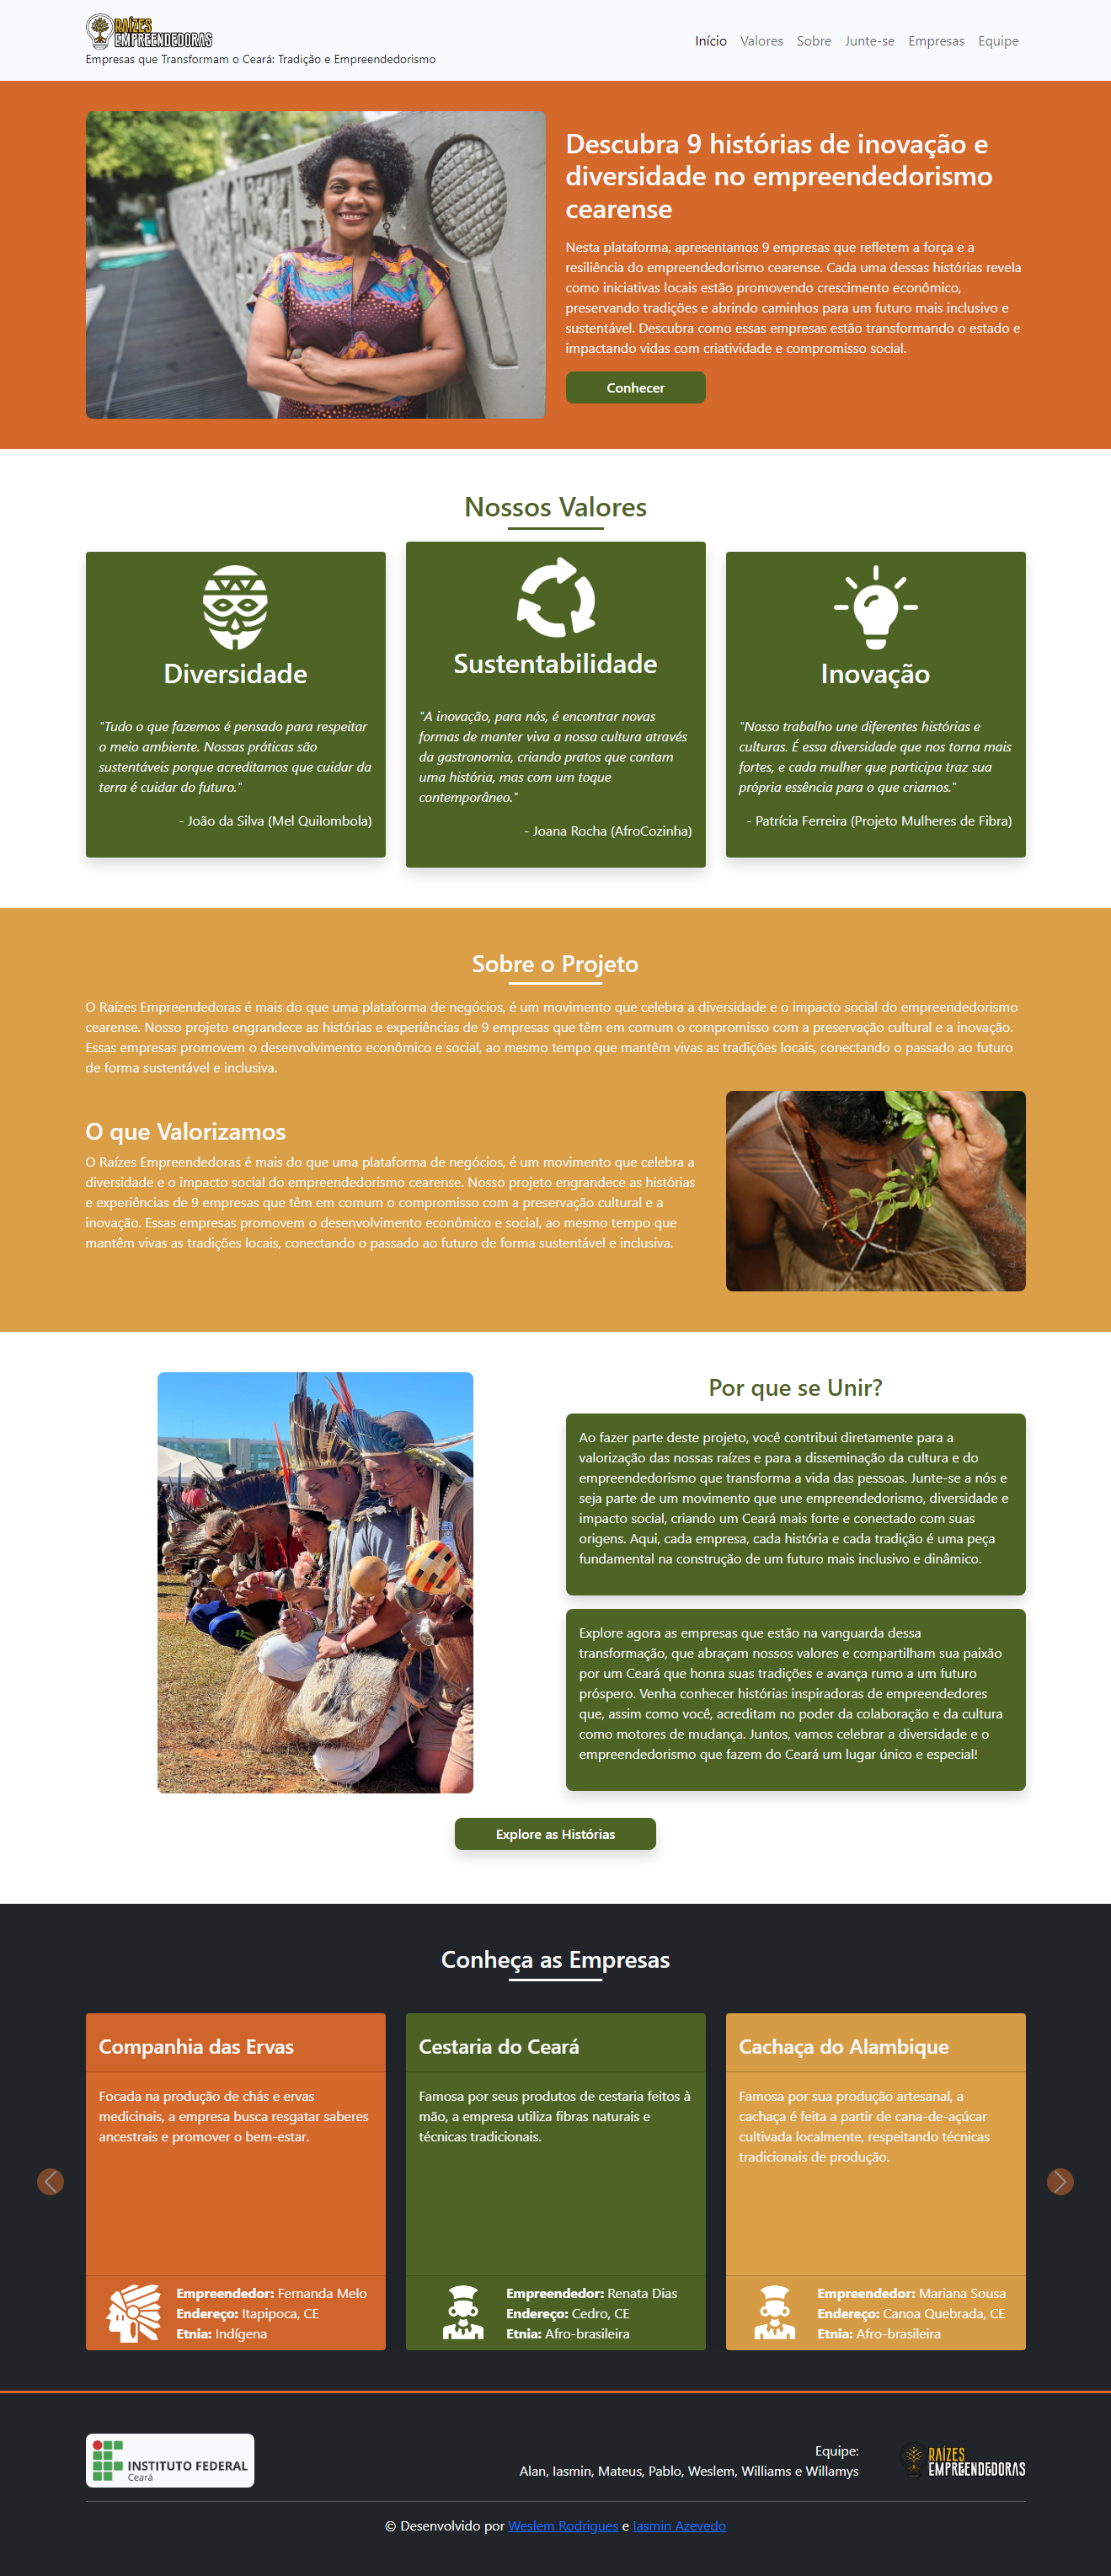 RAÍZES
EMPREENDEDORAS
Empresas que Transformam o Ceará: Tradição e Empreendedorismo
Início Valores Sobre Junte-se Empresas Equipe
Descubra 9 histórias de inovação e
diversidade no empreendedorismo
cearense
Nesta plataforma, apresentamos 9 empresas que refletem a força e a
resiliência do empreendedorismo cearense. Cada uma dessas histórias revela
como iniciativas locais estão promovendo crescimento econômico,
preservando tradições e abrindo caminhos para um futuro mais inclusivo e
sustentável. Descubra como essas empresas estão transformando o estado e
impactando vidas com criatividade e compromisso social.
Conhecer
Nossos Valores
Diversidade
"Tudo o que fazemos é pensado para respeitar
o meio ambiente. Nossas práticas são
sustentáveis porque acreditamos que cuidar da
terra é cuidar do futuro."
- João da Silva (Mel Quilombola)
Sustentabilidade
"A inovação, para nós, é encontrar novas
formas de manter viva a nossa cultura através
da gastronomia, criando pratos que contam
uma história, mas com um toque
contemporâneo."
- Joana Rocha (AfroCozinha)
Inovação
"Nosso trabalho une diferentes histórias e
culturas. É essa diversidade que nos torna mais
fortes, e cada mulher que participa traz sua
própria essência para o que criamos."
- Patrícia Ferreira (Projeto Mulheres de Fibra)
Sobre o Projeto
O Raízes Empreendedoras é mais do que uma plataforma de negócios, é um movimento que celebra a diversidade e o impacto social do empreendedorismo
cearense. Nosso projeto engrandece as histórias e experiências de 9 empresas que têm em comum o compromisso com a preservação cultural e a inovação.
Essas empresas promovem o desenvolvimento econômico e social, ao mesmo tempo que mantêm vivas as tradições locais, conectando o passado ao futuro
de forma sustentável e inclusiva.
O que Valorizamos
O Raízes Empreendedoras é mais do que uma plataforma de negócios, é um movimento que celebra a
diversidade e o impacto social do empreendedorismo cearense. Nosso projeto engrandece as histórias
e experiências de 9 empresas que têm em comum o compromisso com a preservação cultural e a
inovação. Essas empresas promovem o desenvolvimento econômico e social, ao mesmo tempo que
mantêm vivas as tradições locais, conectando o passado ao futuro de forma sustentável e inclusiva.
Por que se Unir?
Ao fazer parte deste projeto, você contribui diretamente para a
valorização das nossas raízes e para a disseminação da cultura e do
empreendedorismo que transforma a vida das pessoas. Junte-se a nós e
seja parte de um movimento que une empreendedorismo, diversidade e
impacto social, criando um Ceará mais forte e conectado com suas
origens. Aqui, cada empresa, cada história e cada tradição é uma peça
fundamental na construção de um futuro mais inclusivo e dinâmico.
Explore agora as empresas que estão na vanguarda dessa
transformação, que abraçam nossos valores e compartilham sua paixão
por um Ceará que honra suas tradições e avança rumo a um futuro
próspero. Venha conhecer histórias inspiradoras de empreendedores
que, assim como você, acreditam no poder da colaboração e da cultura
como motores de mudança. Juntos, vamos celebrar a diversidade e o
empreendedorismo que fazem do Ceará um lugar único e especial!
Explore as Histórias
Conheça as Empresas
Companhia das Ervas
Focada na produção de chás e ervas
medicinais, a empresa busca resgatar saberes
ancestrais e promover o bem-estar.
Empreendedor: Fernanda Melo
Endereço: Itapipoca, CE
Etnia: Indígena
Cestaria do Ceará
Famosa por seus produtos de cestaria feitos à
mão, a empresa utiliza fibras naturais e
técnicas tradicionais.
Empreendedor: Renata Dias
Endereço: Cedro, CE
Etnia: Afro-brasileira
Cachaça do Alambique
Famosa por sua produção artesanal, a
cachaça é feita a partir de cana-de-açúcar
cultivada localmente, respeitando técnicas
tradicionais de produção.
Empreendedor: Mariana Sousa
Endereço: Canoa Quebrada, CE
Etnia: Afro-brasileira
INSTITUTO FEDERAL
Ceará
Equipe:
Alan, Iasmin, Mateus, Pablo, Weslem, Williams e Willamys
RAÍZES
EMPREENDEDORAS
© Desenvolvido por Weslem Rodrigues e Iasmin Azevedo